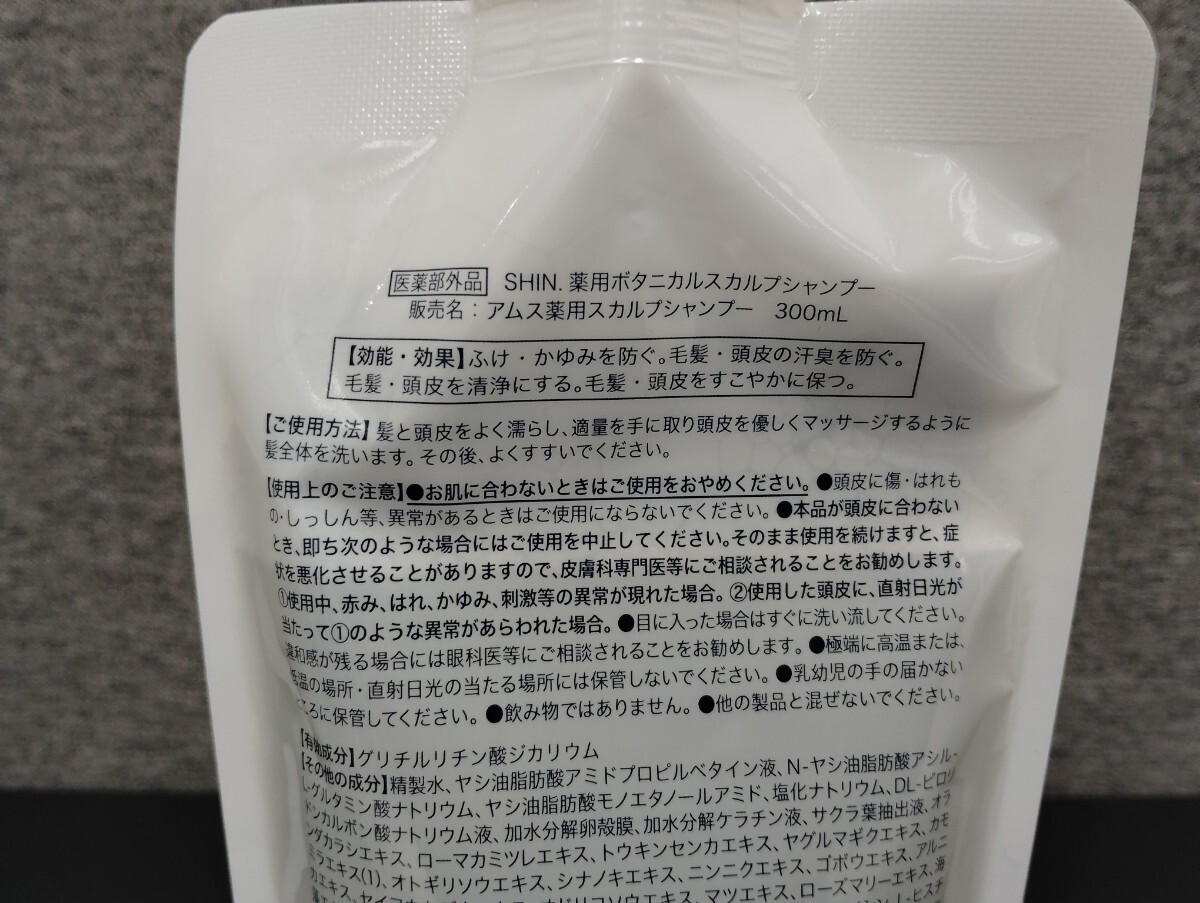 医薬部外品 SHIN. 薬用ボタニカルスカルプシャンプー
販売名：アムス薬用スカルプシャンプー 300mL
【効能・効果】ふけ・かゆみを防ぐ。毛髪・頭皮の汗臭を防ぐ。
毛髪・頭皮を清浄にする。毛髪・頭皮をすこやかに保つ。
【ご使用方法】髪と頭皮をよく濡らし、適量を手に取り頭皮を優しくマッサージするように
髪全体を洗います。その後、よくすすいでください。
【使用上のご注意】●お肌に合わないときはご使用をおやめください。●頭皮に傷・はれも
の・しっしん等、異常があるときはご使用にならないでください。●本品が頭皮に合わない
とき、即ち次のような場合にはご使用を中止してください。そのまま使用を続けますと、症
状を悪化させることがありますので、皮膚科専門医等にご相談されることをお勧めします。
①使用中、赤み、はれ、かゆみ、刺激等の異常が現れた場合。②使用した頭皮に、直射日光が
当たって①のような異常があらわれた場合。●目に入った場合はすぐに洗い流してください。
違和感が残る場合には眼科医等にご相談されることをお勧めします。●極端に高温または、
低温の場所・直射日光の当たる場所には保管しないでください。●乳幼児の手の届かない
ころに保管してください。●飲み物ではありません。●他の製品と混ぜないでください。
【有効成分】グリチルリチン酸ジカリウム
【その他の成分】精製水、ヤシ油脂肪酸アミドプロピルベタイン液、N-ヤシ油脂肪酸アシル-
L-グルタミン酸ナトリウム、ヤシ油脂肪酸モノエタノールアミド、塩化ナトリウム、DL-ピロリ
ドンカルボン酸ナトリウム液、加水分解卵殻膜、加水分解ケラチン液、サクラ葉抽出液、オラ
ンダカラシエキス、ローマカミツレエキス、トウキンセンカエキス、ヤグルマギクエキス、カモ
ミラエキス(1)、オトギリソウエキス、シナノキエキス、ニンニクエキス、ゴボウエキス、アルニ
カエキス、オドリコソウエキス、マツエキス、ローズマリーエキス、海